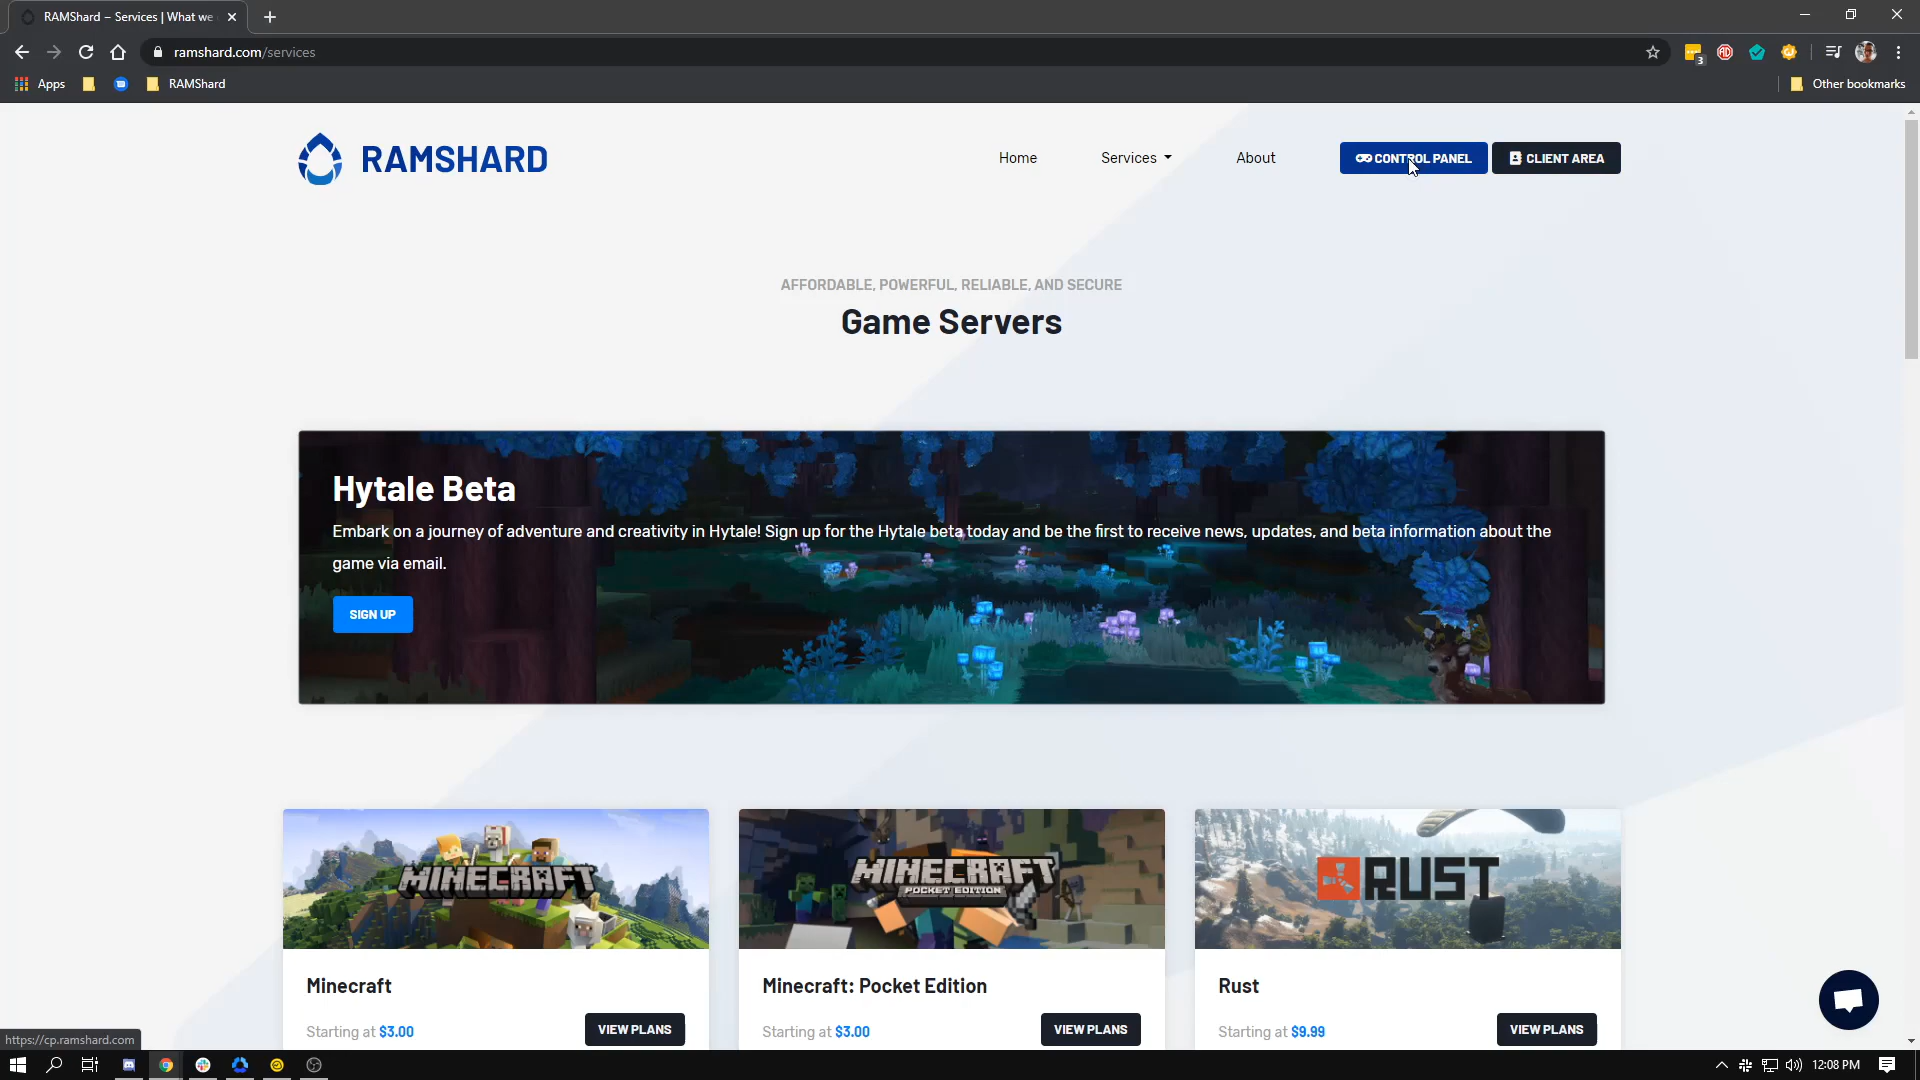 RAMShard – Services | What we
ramshard.com/services
3
Apps
RAMShard
Other bookmarks
RAMSHARD
Home
Services
About
CONTROL PANEL
CLIENT AREA
AFFORDABLE, POWERFUL, RELIABLE, AND SECURE
Game Servers
Hytale Beta
Embark on a journey of adventure and creativity in Hytale! Sign up for the Hytale beta today and be the first to receive news, updates, and beta information about the
game via email.
SIGN UP
MINECRAFT
MINECRAFT
POCKET EDITION
RUST
Minecraft
Starting at $3.00
VIEW PLANS
Minecraft: Pocket Edition
Starting at $3.00
VIEW PLANS
Rust
Starting at $9.99
VIEW PLANS
https://cp.ramshard.com
12:08 PM